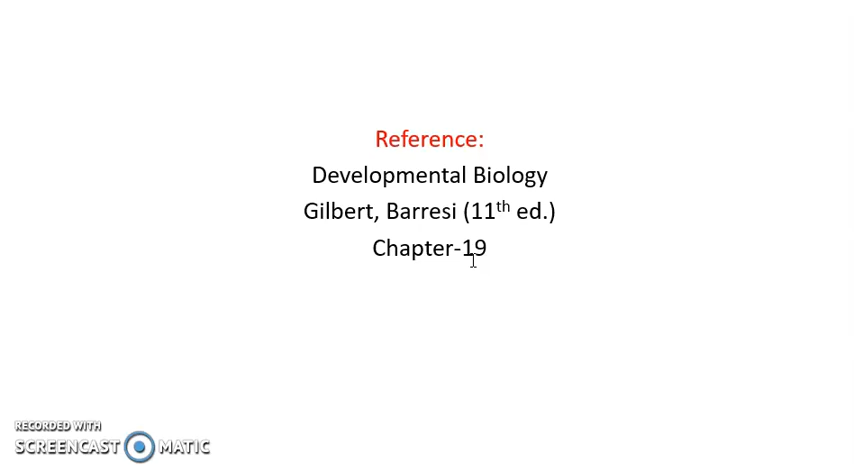 Reference:
Developmental Biology
Gilbert, Barresi (11th ed.)
Chapter-19
RECORDED WITH
SCREENCAST MATIC